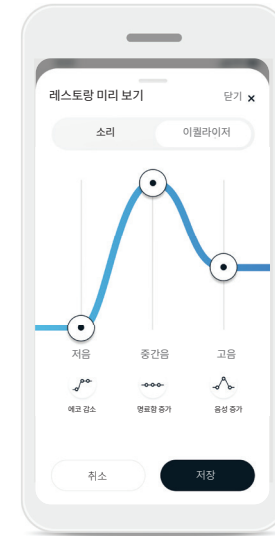 레스토랑 미리 보기 닫기 ×
소리 이퀄라이저
저음 중간음 고음
에코 감소 명료함 증가 음성 증가
취소 저장